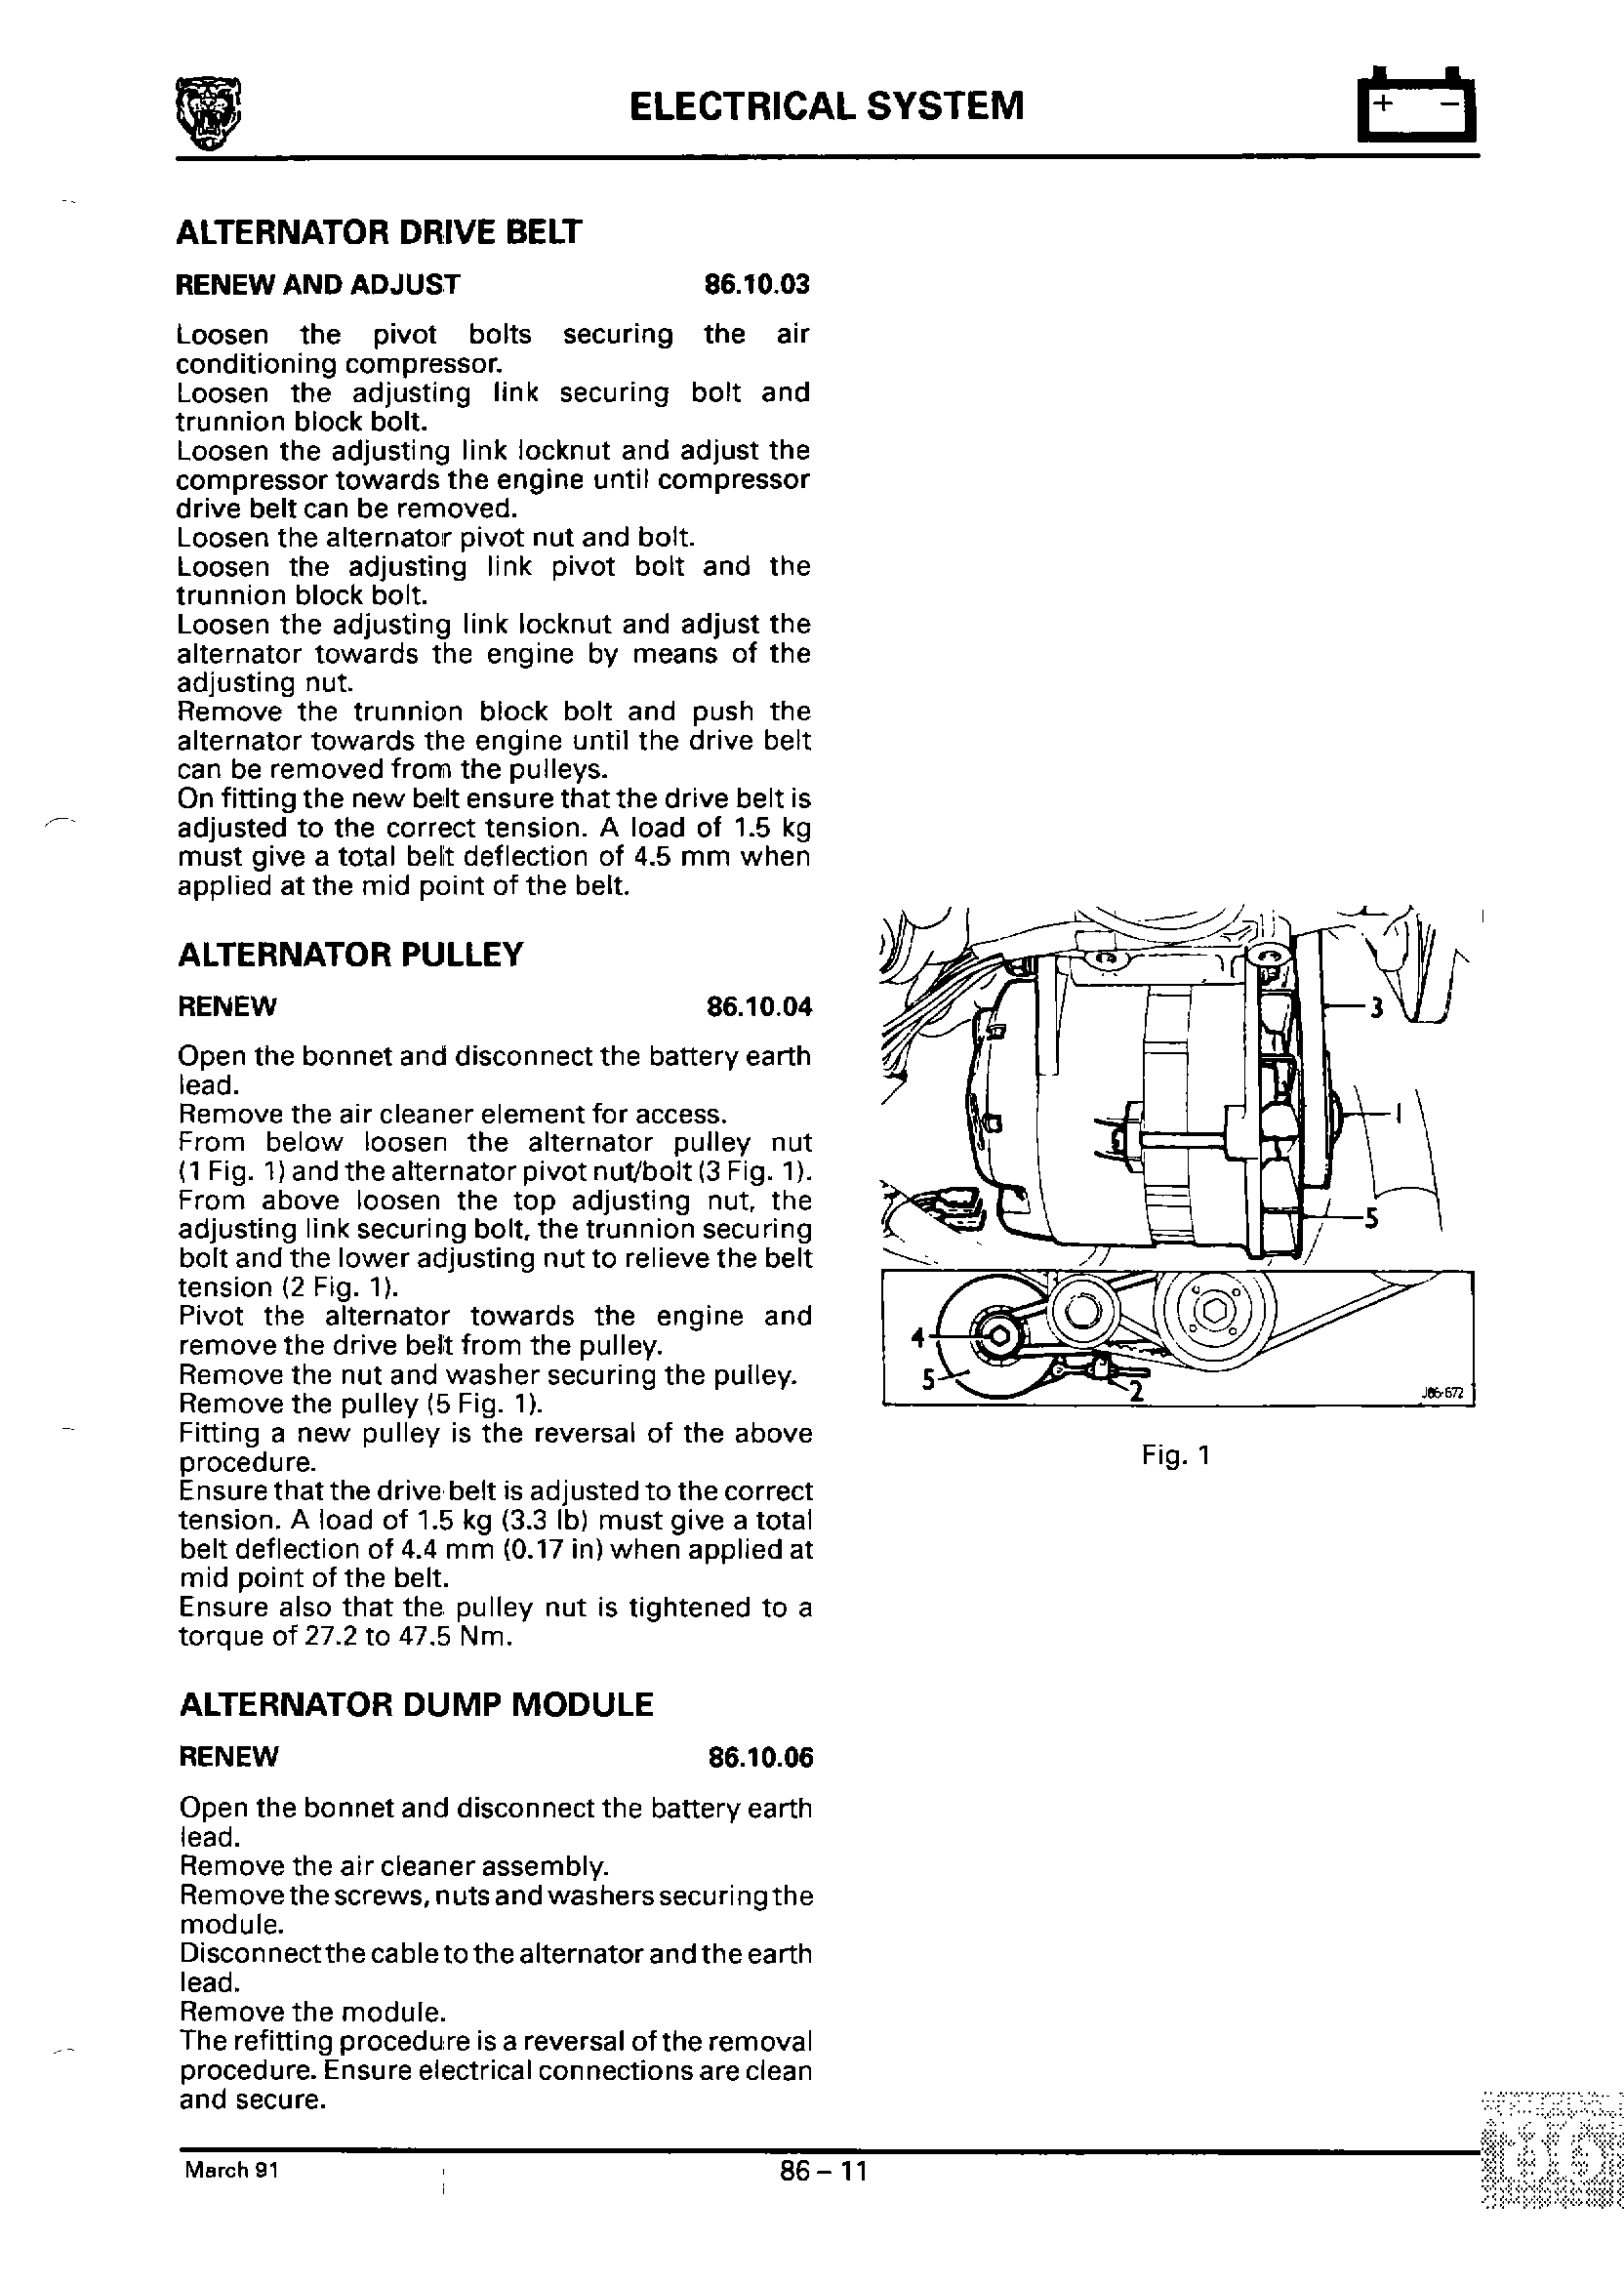 ELECTRICAL SYSTEM
+ −
ALTERNATOR DRIVE BELT
RENEW AND ADJUST 86.10.03
Loosen the pivot bolts securing the air
conditioning compressor.
Loosen the adjusting link securing bolt and
trunnion block bolt.
Loosen the adjusting link locknut and adjust the
compressor towards the engine until compressor
drive belt can be removed.
Loosen the alternator pivot nut and bolt.
Loosen the adjusting link pivot bolt and the
trunnion block bolt.
Loosen the adjusting link locknut and adjust the
alternator towards the engine by means of the
adjusting nut.
Remove the trunnion block bolt and push the
alternator towards the engine until the drive belt
can be removed from the pulleys.
On fitting the new belt ensure that the drive belt is
adjusted to the correct tension. A load of 1.5 kg
must give a total belt deflection of 4.5 mm when
applied at the mid point of the belt.
ALTERNATOR PULLEY
RENEW 86.10.04
Open the bonnet and disconnect the battery earth
lead.
Remove the air cleaner element for access.
From below loosen the alternator pulley nut
(1 Fig. 1) and the alternator pivot nut/bolt (3 Fig. 1).
From above loosen the top adjusting nut, the
adjusting link securing bolt, the trunnion securing
bolt and the lower adjusting nut to relieve the belt
tension (2 Fig. 1).
Pivot the alternator towards the engine and
remove the drive belt from the pulley.
Remove the nut and washer securing the pulley.
Remove the pulley (5 Fig. 1).
Fitting a new pulley is the reversal of the above
procedure.
Ensure that the drive belt is adjusted to the correct
tension. A load of 1.5 kg (3.3 lb) must give a total
belt deflection of 4.4 mm (0.17 in) when applied at
mid point of the belt.
Ensure also that the pulley nut is tightened to a
torque of 27.2 to 47.5 Nm.
ALTERNATOR DUMP MODULE
RENEW 86.10.06
Open the bonnet and disconnect the battery earth
lead.
Remove the air cleaner assembly.
Remove the screws, nuts and washers securing the
module.
Disconnect the cable to the alternator and the earth
lead.
Remove the module.
The refitting procedure is a reversal of the removal
procedure. Ensure electrical connections are clean
and secure.
3
1
5
4
5
2
J86-672
Fig. 1
March 91
86 – 11
86